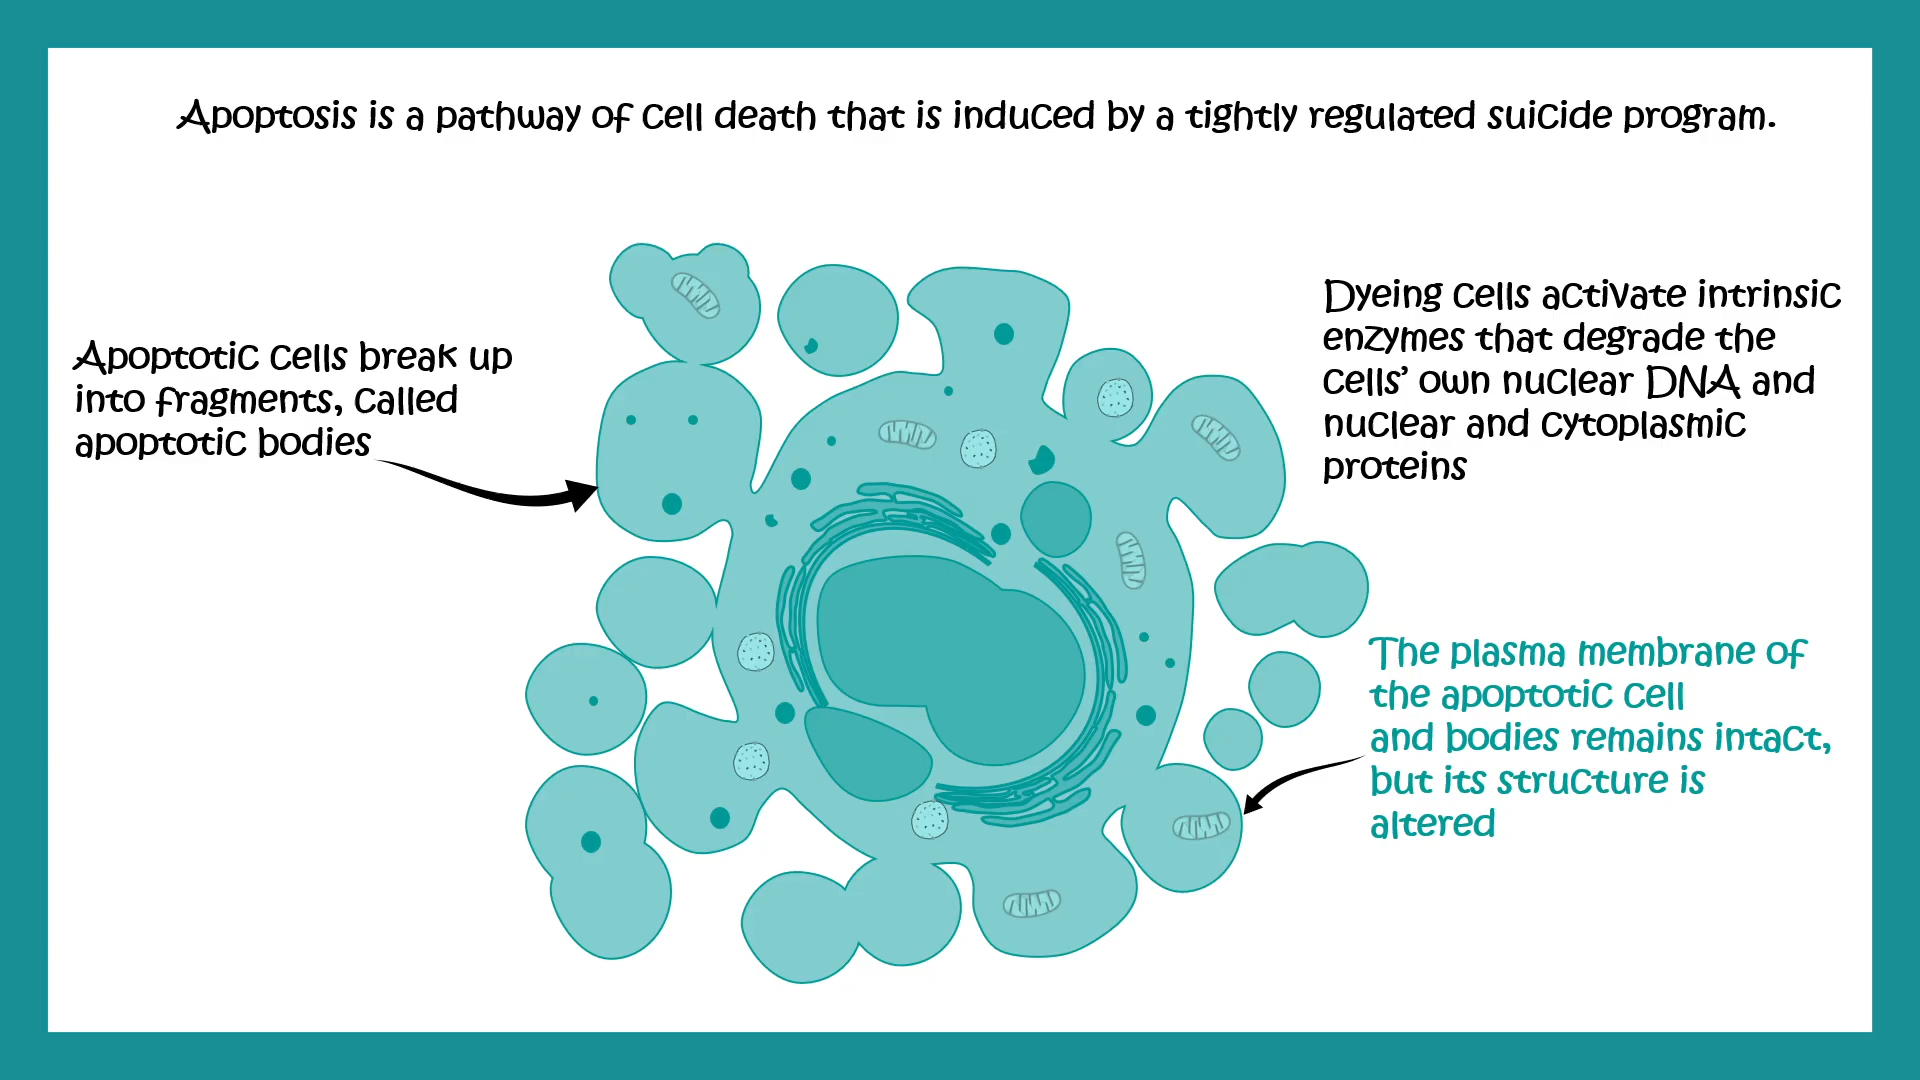 Apoptosis is a pathway of cell death that is induced by a tightly regulated suicide program.
Apoptotic cells break up
into fragments, called
apoptotic bodies
Dyeing cells activate intrinsic
enzymes that degrade the
cells’ own nuclear DNA and
nuclear and cytoplasmic
proteins
The plasma membrane of
the apoptotic cell
and bodies remains intact,
but its structure is
altered